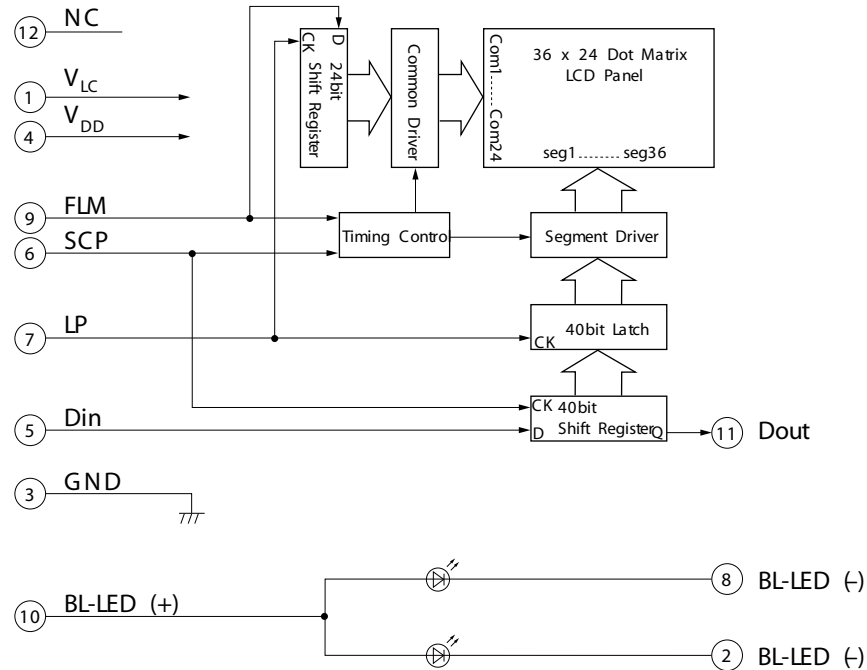 12 NC
1 VLC
4 VDD
9 FLM
6 SCP
7 LP
5 Din
3 GND
10 BL-LED (+)
D
CK
24bit
Shift Register
Common Driver
Com1......Com24
36 x 24 Dot Matrix
LCD Panel
seg1........ seg36
Timing Control
Segment Driver
40bit Latch
CK
CK 40bit
Shift Register
D
Q
11 Dout
8 BL-LED (–)
2 BL-LED (–)